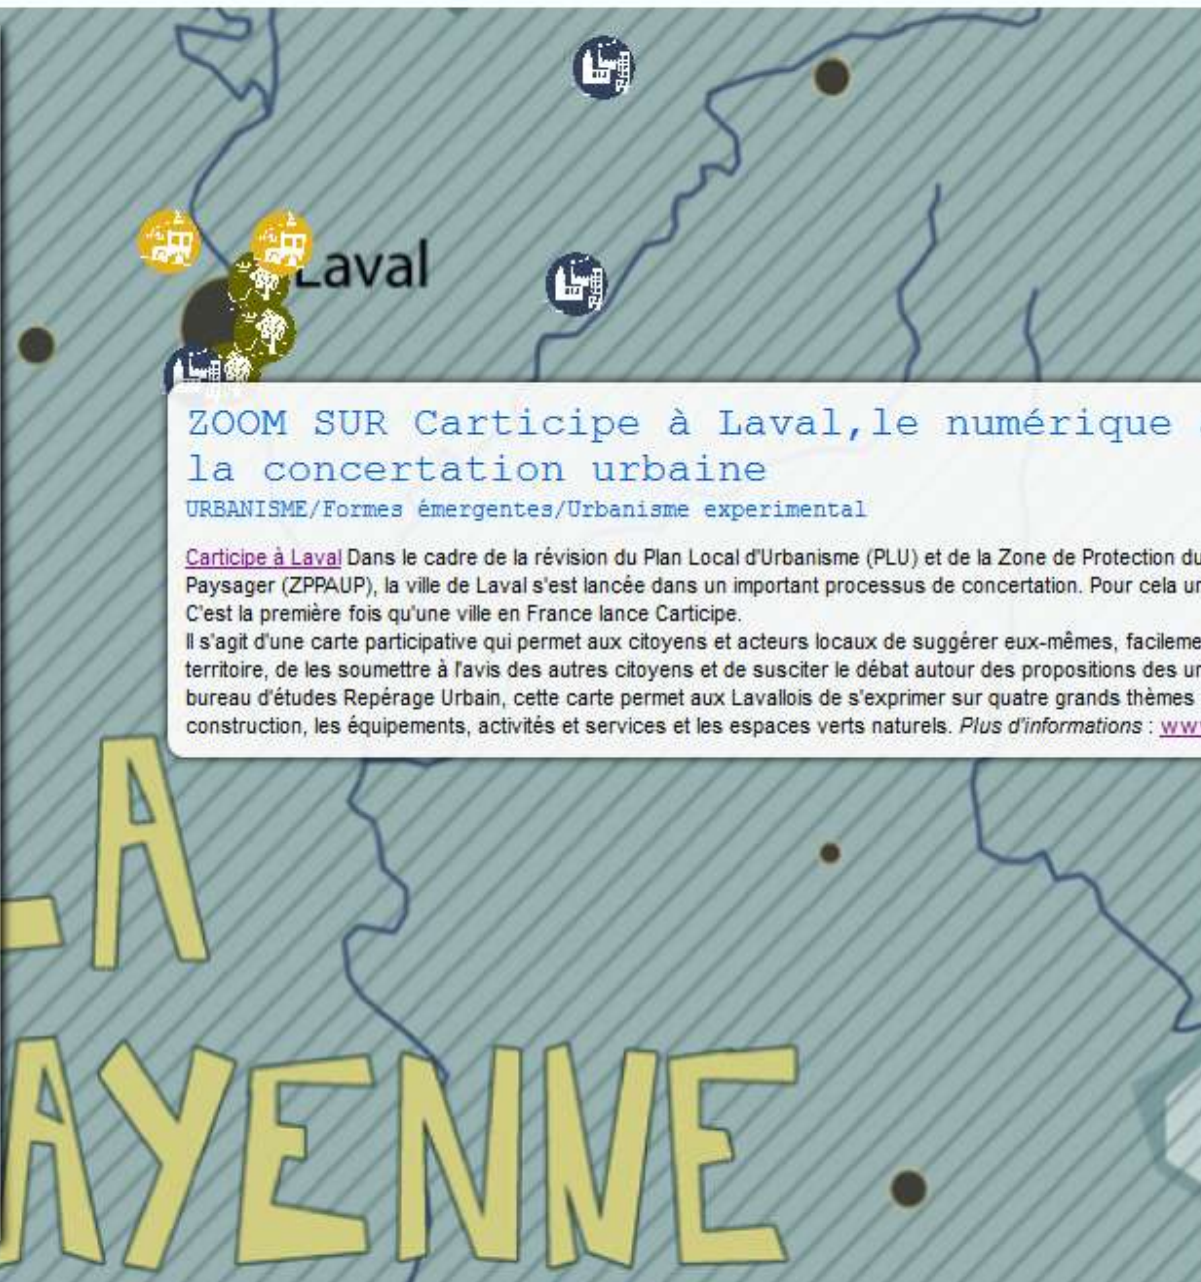 Laval
ZOOM SUR Carticipe à Laval,le numérique
la concertation urbaine
URBANISME/Formes émergentes/Urbanisme experimental
Carticipe à Laval Dans le cadre de la révision du Plan Local d'Urbanisme (PLU) et de la Zone de Protection du
Paysager (ZPPAUP), la ville de Laval s'est lancée dans un important processus de concertation. Pour cela un
C'est la première fois qu'une ville en France lance Carticipe.
Il s'agit d'une carte participative qui permet aux citoyens et acteurs locaux de suggérer eux-mêmes, facileme
territoire, de les soumettre à l'avis des autres citoyens et de susciter le débat autour des propositions des ur
bureau d'études Repérage Urbain, cette carte permet aux Lavallois de s'exprimer sur quatre grands thèmes
construction, les équipements, activités et services et les espaces verts naturels. Plus d'informations : www
LA
AYENNE